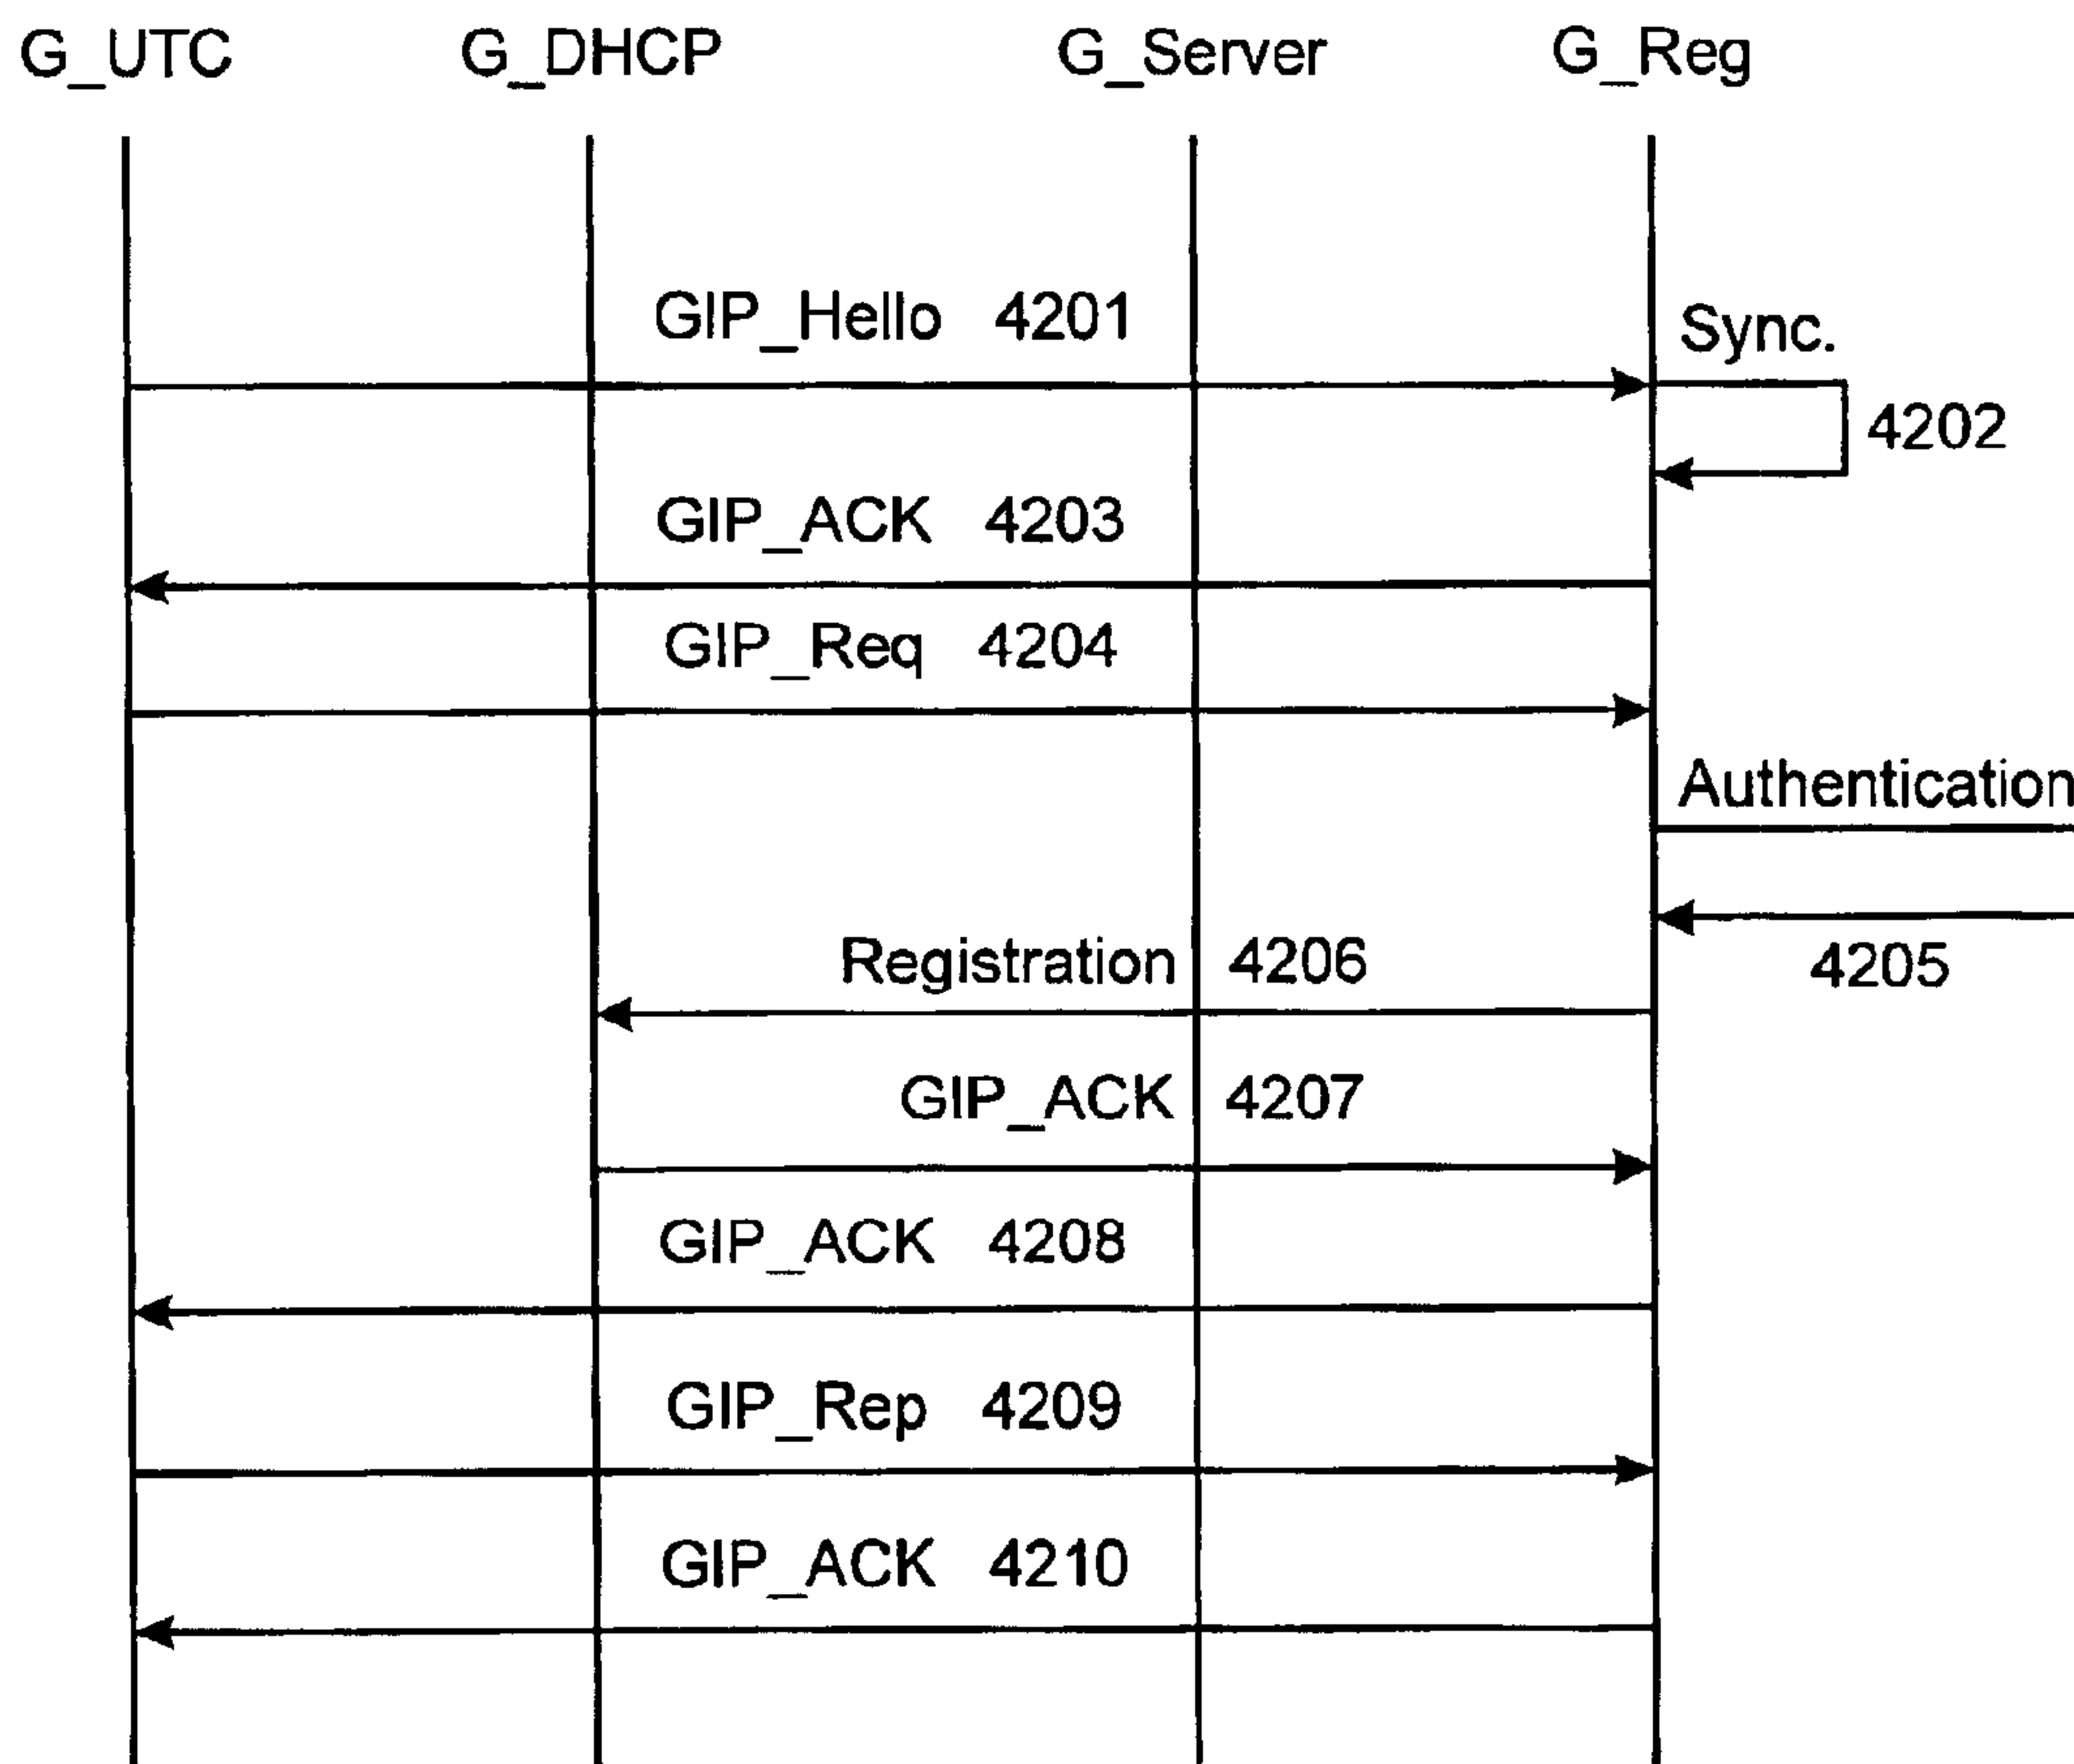 G_UTC G_DHCP G_Server G_Reg
GIP_Hello 4201
Sync.
4202
GIP_ACK 4203
GIP_Req 4204
Authentication
4205
Registration 4206
GIP_ACK 4207
GIP_ACK 4208
GIP_Rep 4209
GIP_ACK 4210